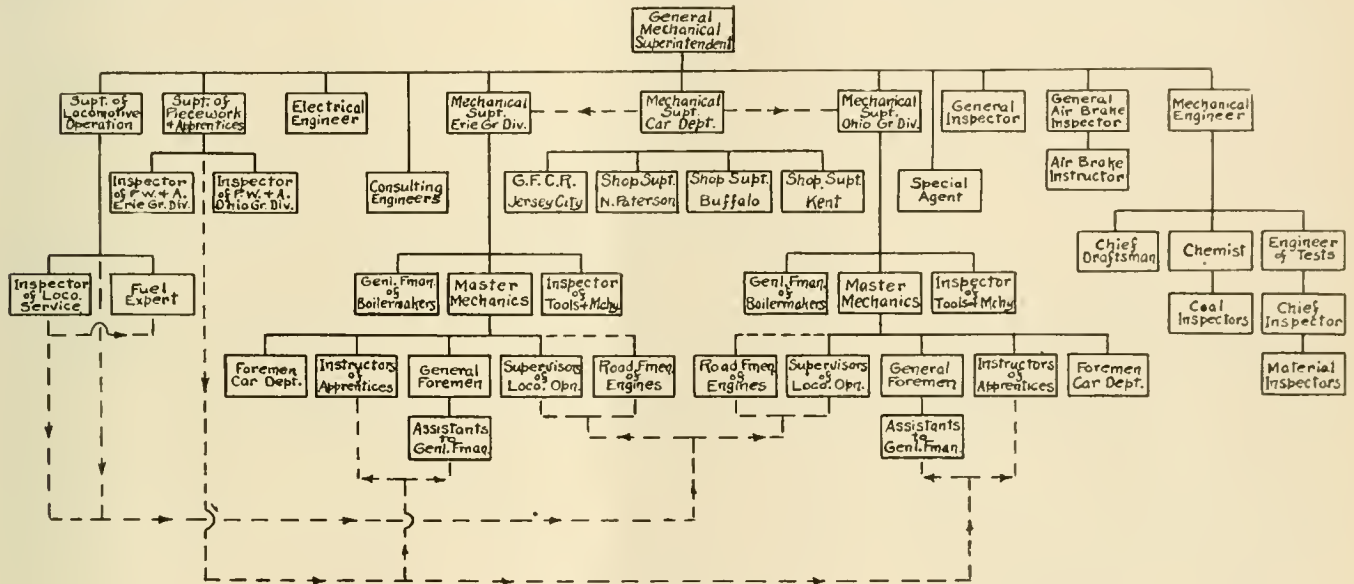 General
Mechanical
Superintendent
Supt. of
Locomotive
Operation
Supt. of
Piecework
+ Apprentices
Electrical
Engineer
Mechanical
Supt.
Erie Gr. Div.
Mechanical
Supt.
Car Dept.
Mechanical
Supt.
Ohio Gr. Div.
General
Inspector
General
Air Brake
Inspector
Mechanical
Engineer
Inspector
of P.W. + A.
Erie Gr. Div.
Inspector
of P.W. + A.
Ohio Gr. Div.
Consulting
Engineers
G.F.C.R.
Jersey City
Shop Supt.
N. Paterson
Shop Supt.
Buffalo
Shop Supt.
Kent
Special
Agent
Air Brake
Instructor
Inspector
of Loco.
Service
Fuel
Expert
Genl. Fman.
of
Boilermakers
Master
Mechanics
Inspector
of
Tools + Mchy.
Genl. Fman.
of
Boilermakers
Master
Mechanics
Inspector
of
Tools + Mchy.
Chief
Draftsman
Chemist
Engineer
of Tests
Coal
Inspectors
Chief
Inspector
Material
Inspectors
Foremen
Car Dept.
Instructors
of
Apprentices
General
Foremen
Supervisors
of
Loco. Opn.
Road Fmen.
of
Engines
Road Fmen.
of
Engines
Supervisors
of
Loco. Opn.
General
Foremen
Instructors
of
Apprentices
Foremen
Car Dept.
Assistants
to
Genl. Fman.
Assistants
to
Genl. Fman.